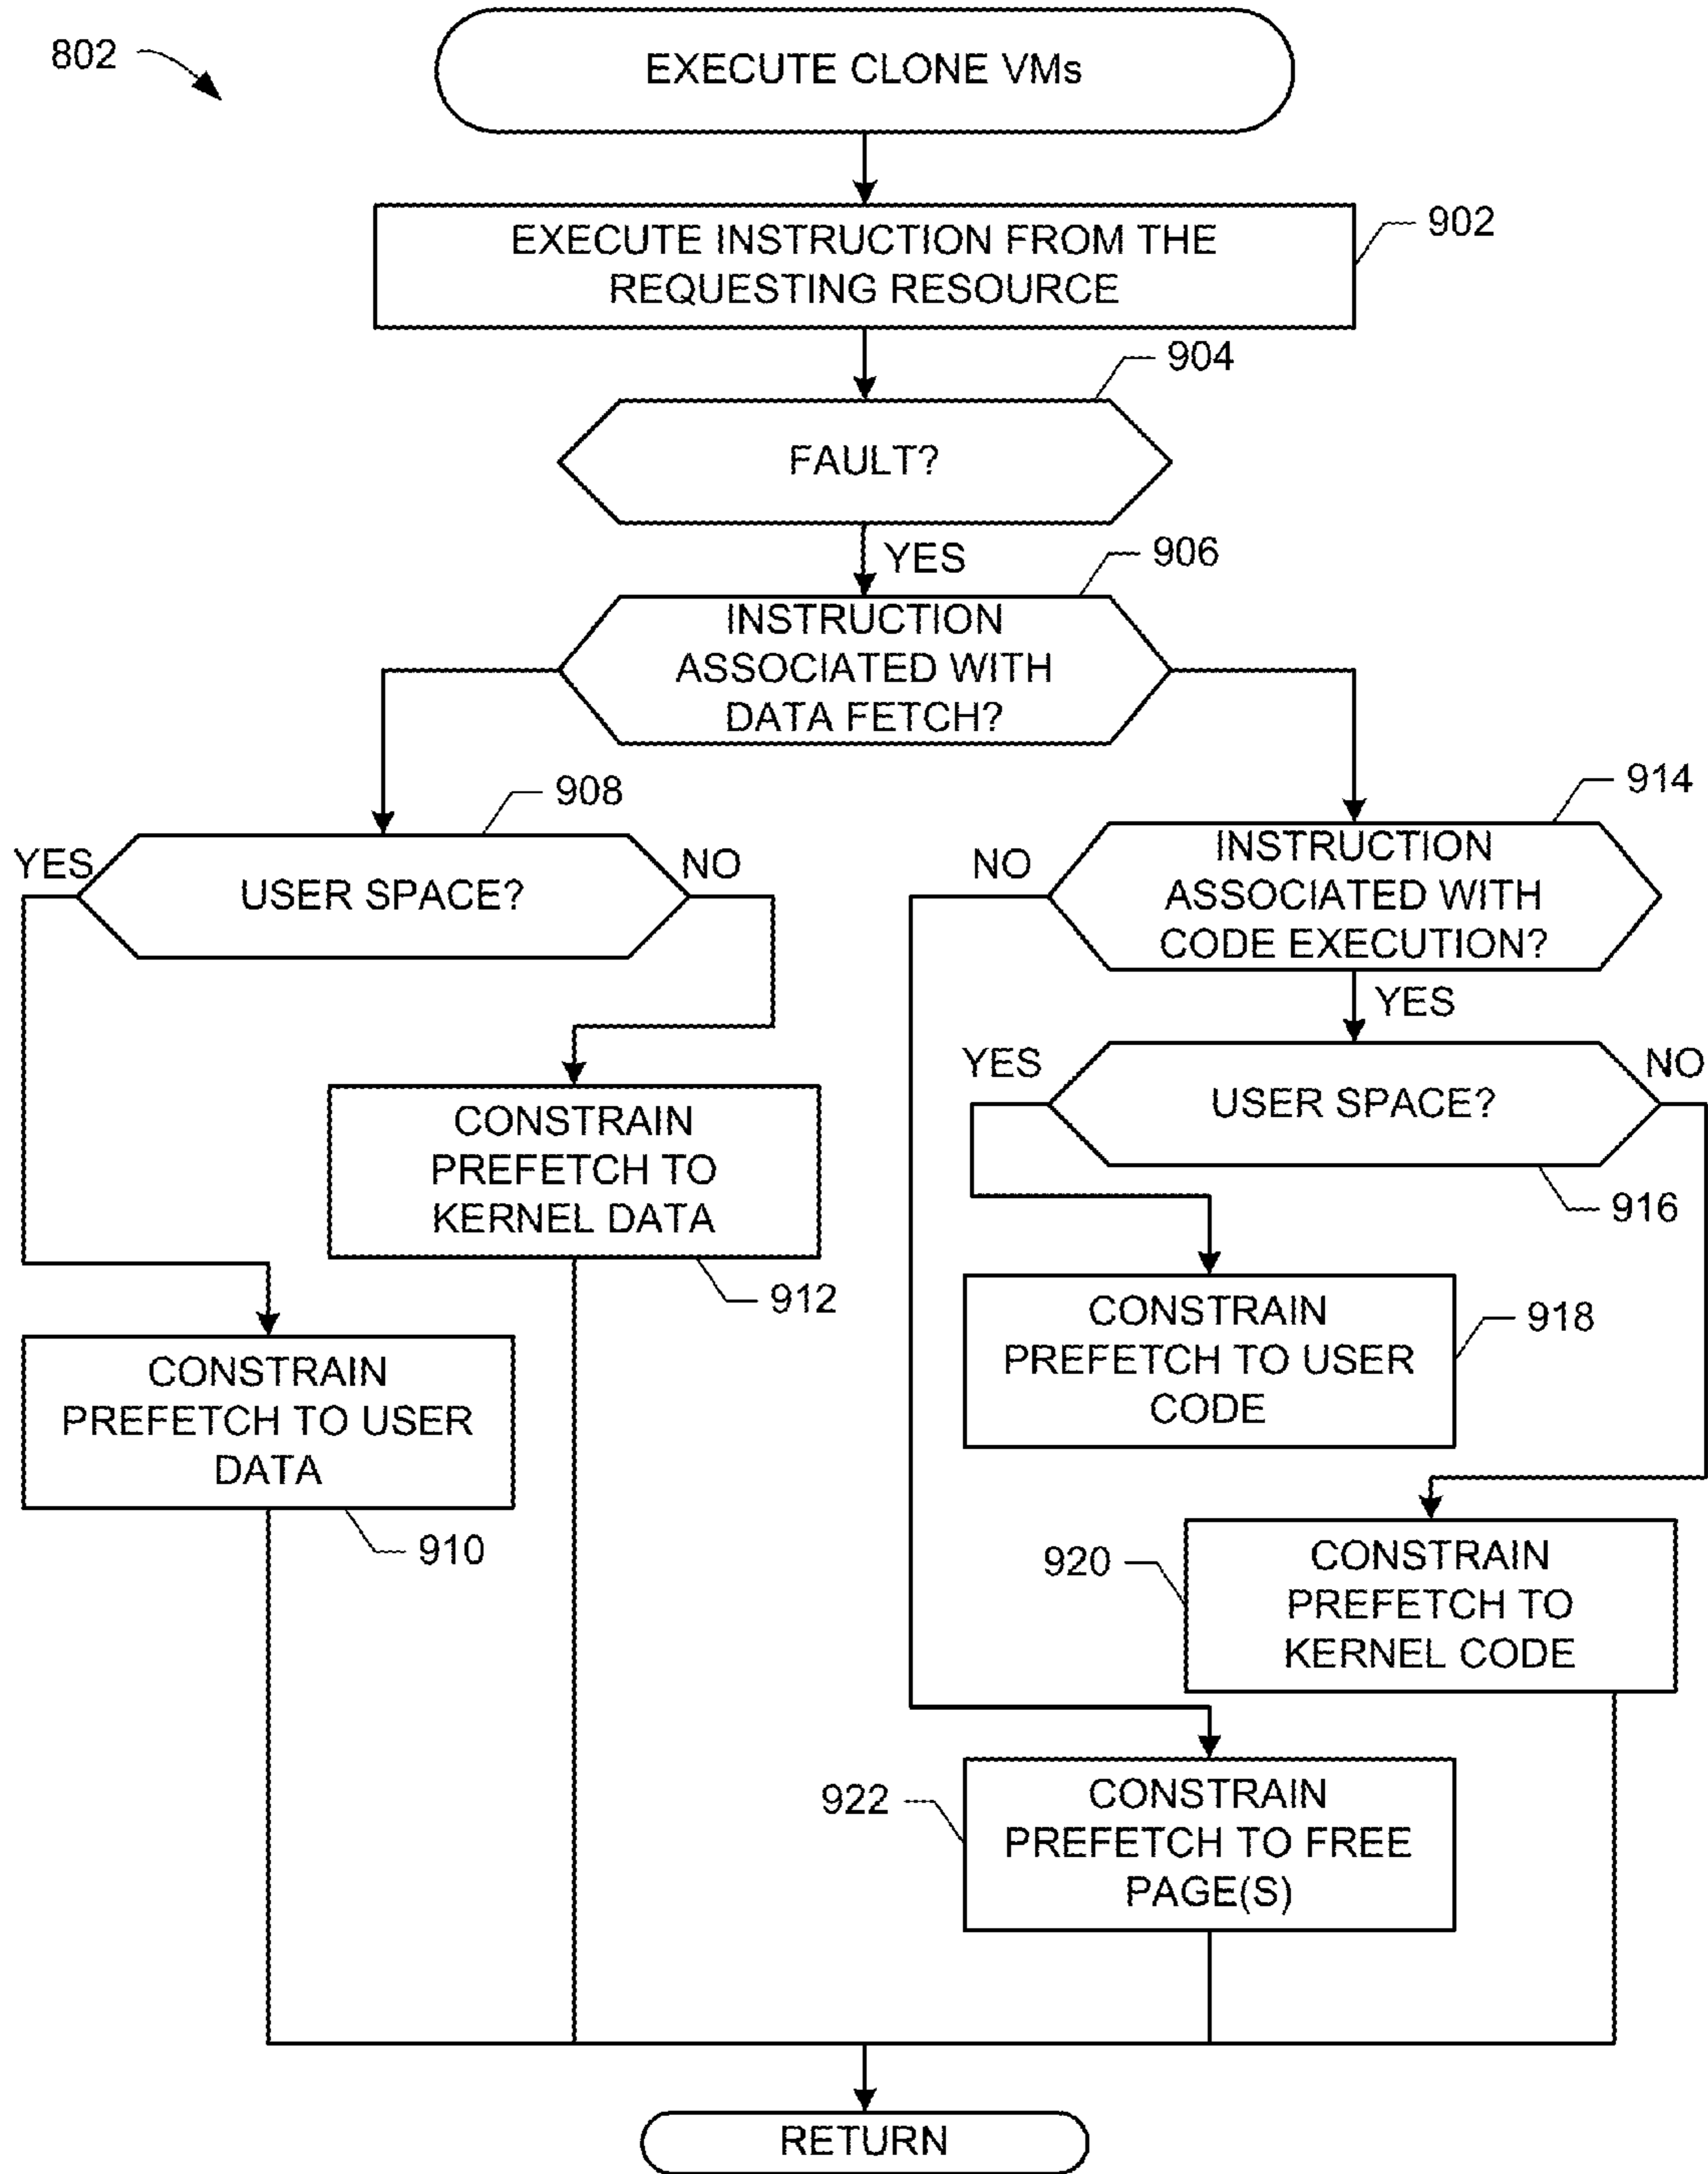 802
EXECUTE CLONE VMs
EXECUTE INSTRUCTION FROM THE
REQUESTING RESOURCE
902
904
FAULT?
YES
906
INSTRUCTION
ASSOCIATED WITH
DATA FETCH?
908
YES
USER SPACE?
NO
914
NO
INSTRUCTION
ASSOCIATED WITH
CODE EXECUTION?
YES
YES
USER SPACE?
NO
916
CONSTRAIN
PREFETCH TO
KERNEL DATA
912
CONSTRAIN
PREFETCH TO USER
CODE
918
CONSTRAIN
PREFETCH TO USER
DATA
910
920
CONSTRAIN
PREFETCH TO
KERNEL CODE
922
CONSTRAIN
PREFETCH TO FREE
PAGE(S)
RETURN